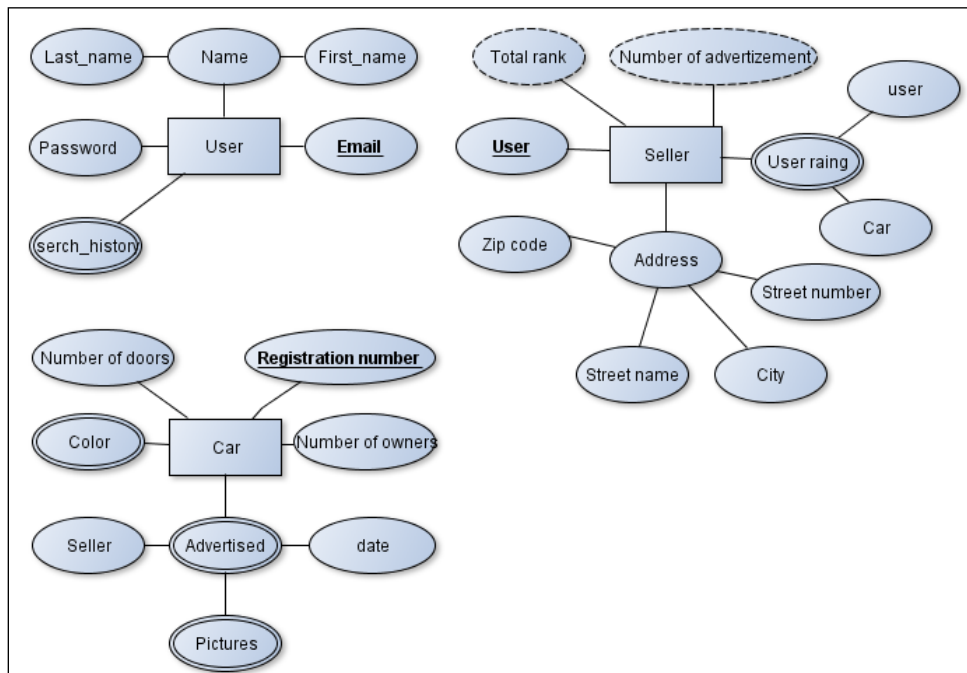 Last_name
Name
First_name
Password
User
Email
serch_history
Total rank
Number of advertizement
user
User
Seller
User raing
Car
Zip code
Address
Street number
Street name
City
Number of doors
Registration number
Color
Car
Number of owners
Seller
Advertised
date
Pictures